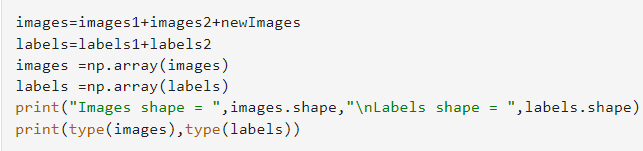 images=images1+images2+newImages
labels=labels1+labels2
images =np.array(images)
labels =np.array(labels)
print("Images shape = ",images.shape,"\nLabels shape = ",labels.shape)
print(type(images),type(labels))